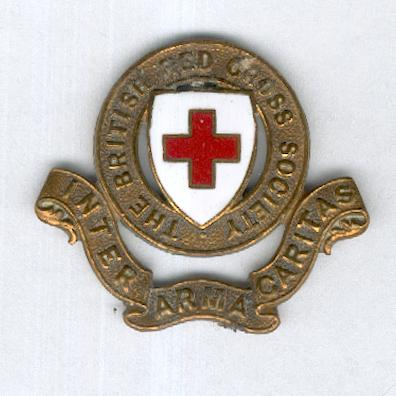 · THE BRITISH RED CROSS SOCIETY ·
INTER ARMA CARITAS